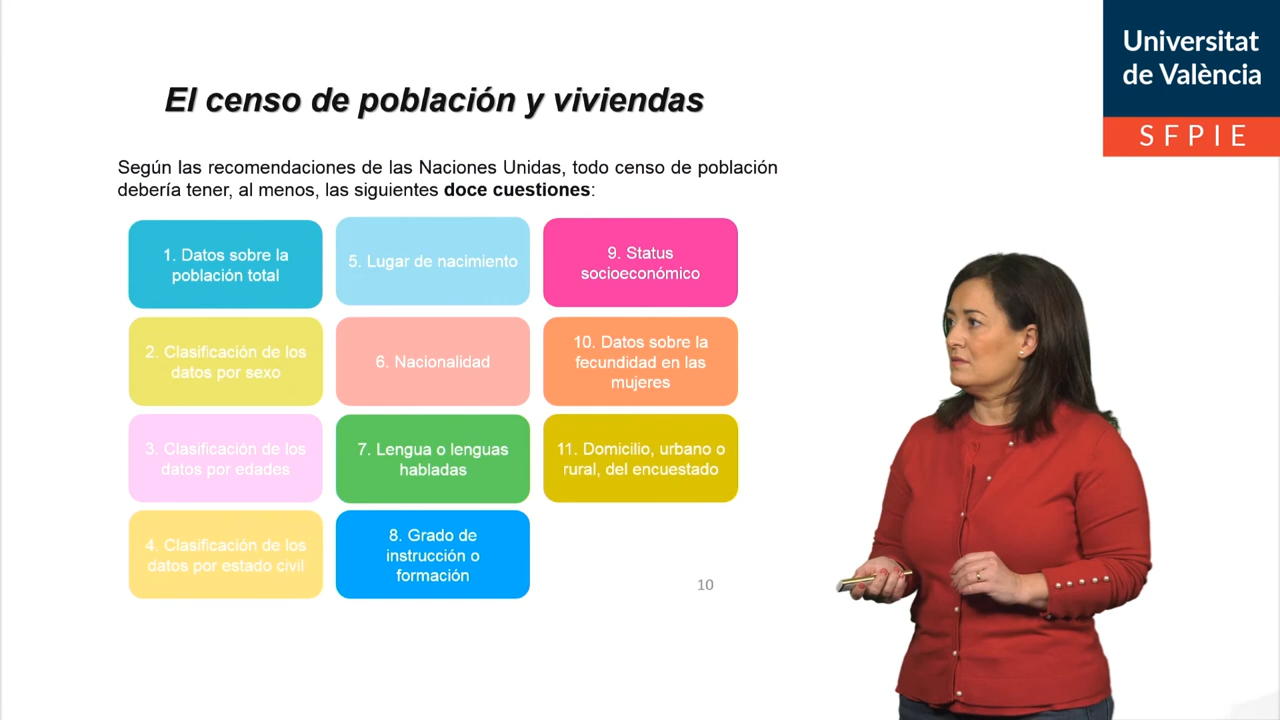 Universitat
de València
SFPIE
El censo de población y viviendas
Según las recomendaciones de las Naciones Unidas, todo censo de población
debería tener, al menos, las siguientes doce cuestiones:
1. Datos sobre la
población total
2. Clasificación de los
datos por sexo
3. Clasificación de los
datos por edades
4. Clasificación de los
datos por estado civil
5. Lugar de nacimiento
6. Nacionalidad
7. Lengua o lenguas
habladas
8. Grado de
instrucción o
formación
9. Status
socioeconómico
10. Datos sobre la
fecundidad en las
mujeres
11. Domicilio, urbano o
rural, del encuestado
10